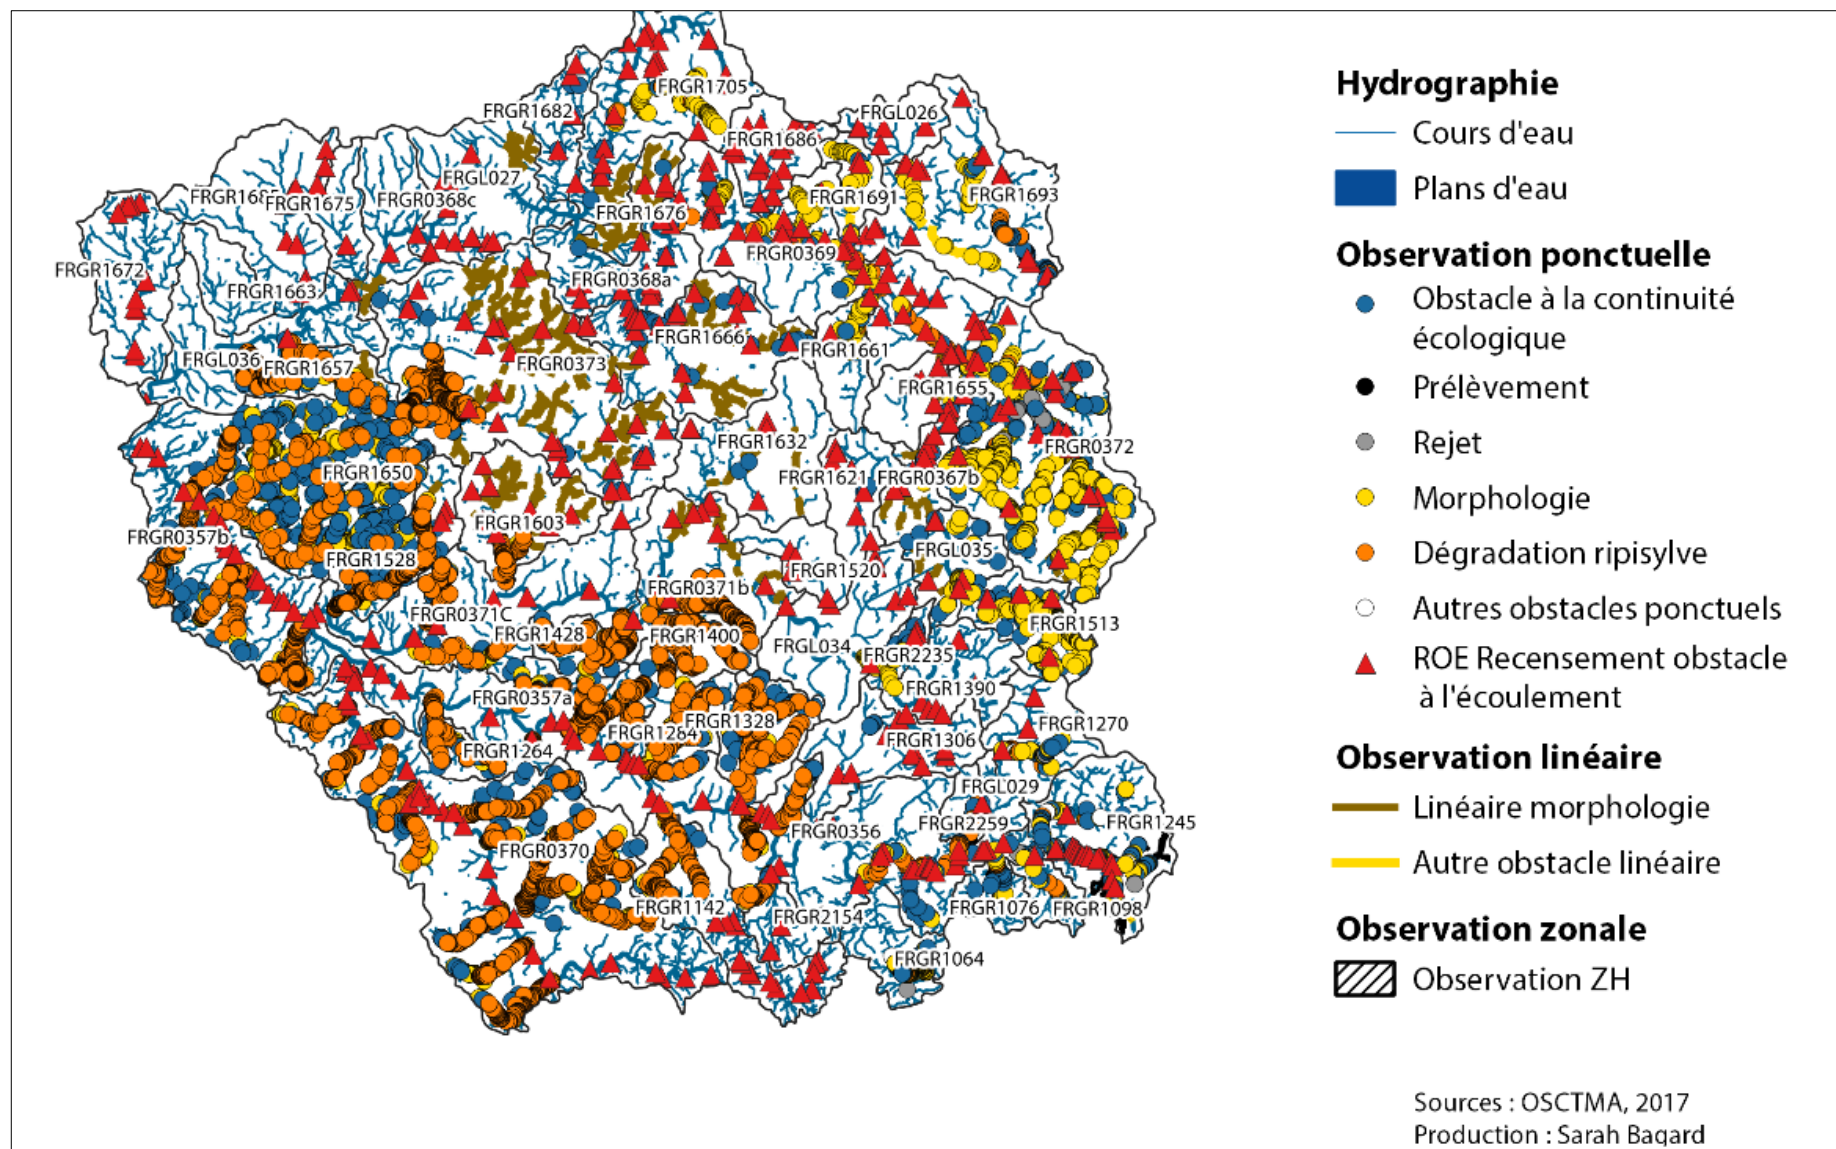 FRGR1705
FRGR1682
FRGL026
FRGR1686
FRGL027
FRGR1675
FRGR0368c
FRGR1676
FRGR1691
FRGR1693
FRGR0369
FRGR1672
FRGR1663
FRGR0368a
FRGR1666
FRGR1661
FRGL036
FRGR1657
FRGR0373
FRGR1655
FRGR1632
FRGR0372
FRGR1650
FRGR1621
FRGR0367b
FRGR1603
FRGR0357b
FRGR1528
FRGL035
FRGR1520
FRGR0371b
FRGR0371C
FRGR1428
FRGR1400
FRGR1513
FRGL034
FRGR2235
FRGR1390
FRGR0357a
FRGR1328
FRGR1284
FRGR1270
FRGR1306
FRGR1264
FRGL029
FRGR0356
FRGR2259
FRGR1245
FRGR0370
FRGR1142
FRGR2154
FRGR1076
FRGR1098
FRGR1064
Hydrographie
Cours d'eau
Plans d'eau
Observation ponctuelle
Obstacle à la continuité
écologique
Prélèvement
Rejet
Morphologie
Dégradation ripisylve
Autres obstacles ponctuels
ROE Recensement obstacle
à l'écoulement
Observation linéaire
Linéaire morphologie
Autre obstacle linéaire
Observation zonale
Observation ZH
Sources : OSCTMA, 2017
Production : Sarah Bagard